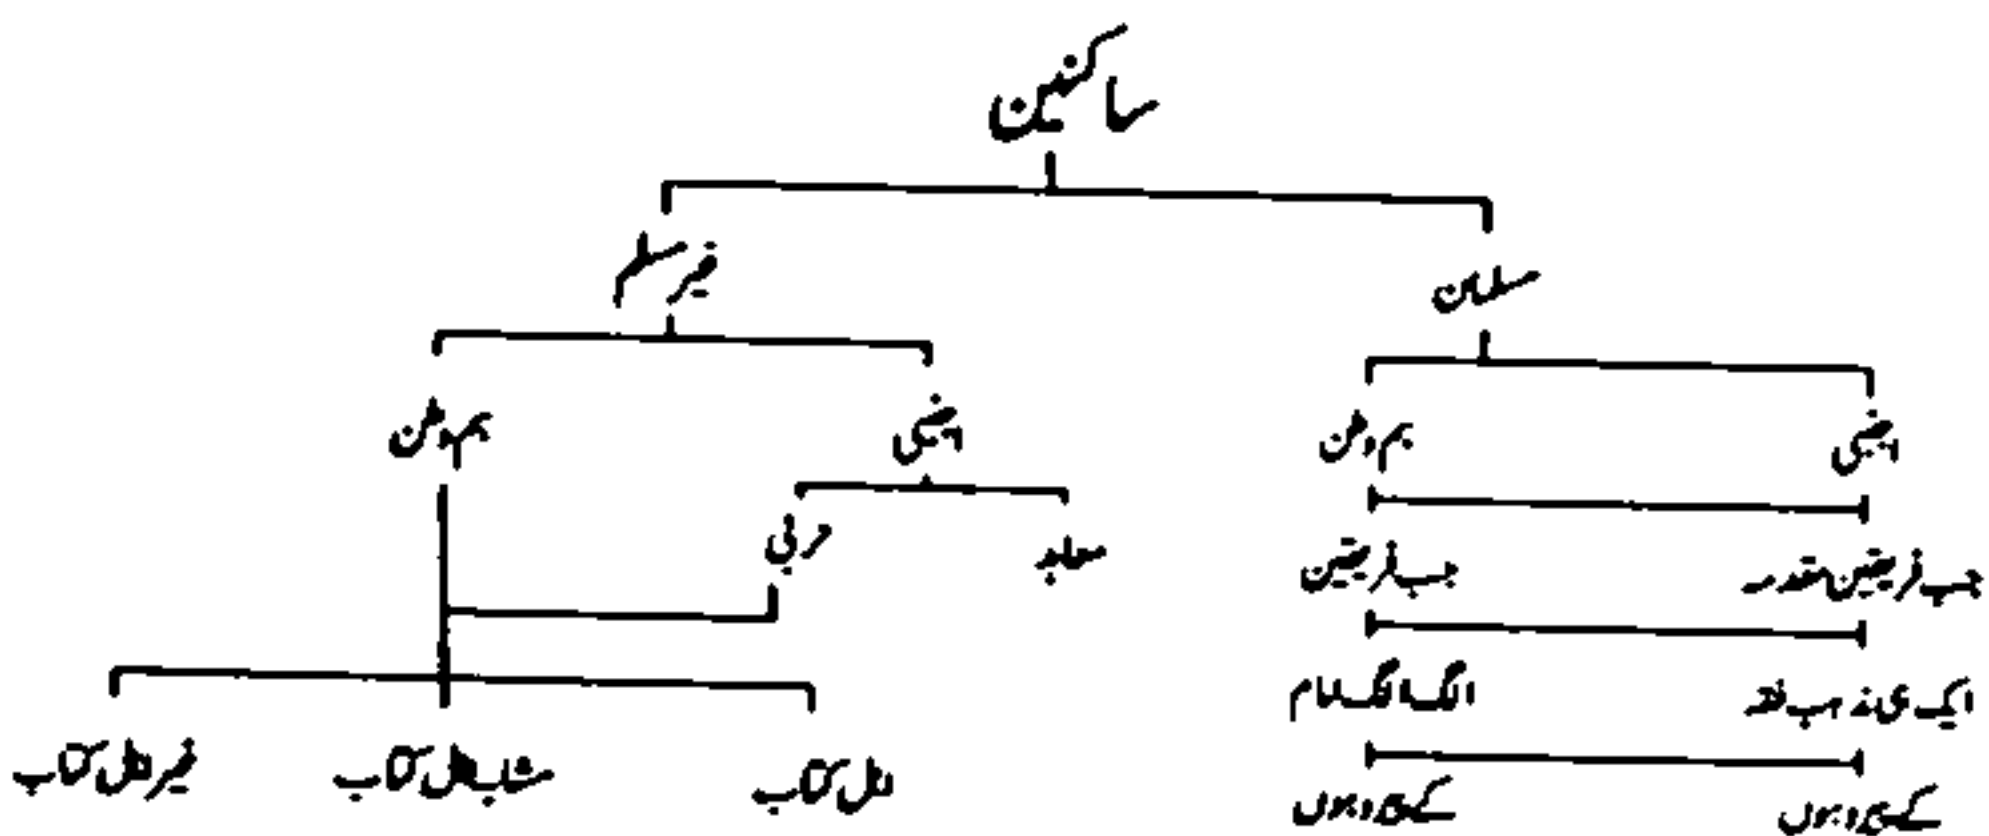 ساکنین
مسلمان
غیر مسلم
اجنبی
ہم وطن
اجنبی
ہم وطن
جب فریقین مقدمہ
جب فریقین
معاہد
حربی
ایک ہی مذہب فقہ
الگ الگ امام
کے پیرو ہوں
کے پیرو ہوں
اہل کتاب
مشابہ اہل کتاب
غیر اہل کتاب